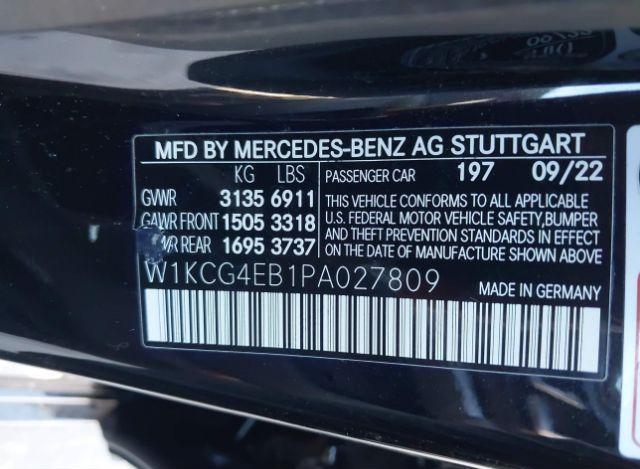 MFD BY MERCEDES-BENZ AG STUTTGART
KG LBS
PASSENGER CAR 197 09/22
GVWR 3135 6911
GAWR FRONT 1505 3318
REAR 1695 3737
THIS VEHICLE CONFORMS TO ALL APPLICABLE
U.S. FEDERAL MOTOR VEHICLE SAFETY, BUMPER
AND THEFT PREVENTION STANDARDS IN EFFECT
ON THE DATE OF MANUFACTURE SHOWN ABOVE
W1KCG4EB1PA027809
MADE IN GERMANY